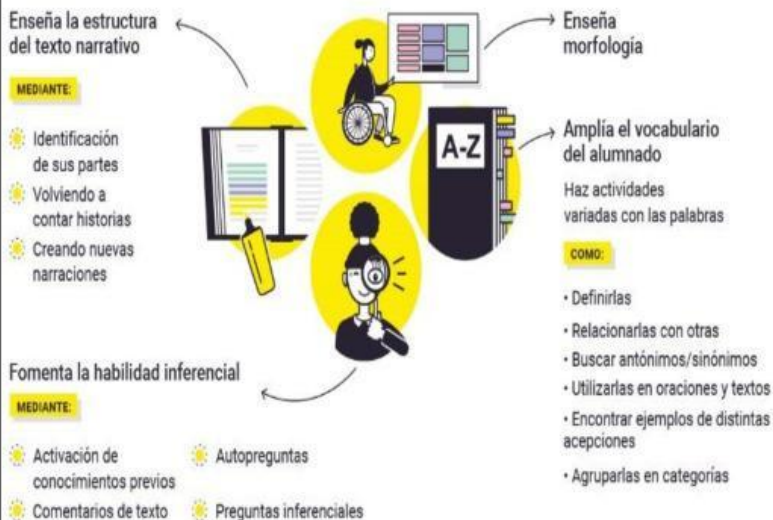 Enseña la estructura
del texto narrativo
MEDIANTE:
Identificación
de sus partes
Volviendo a
contar historias
Creando nuevas
narraciones
Enseña
morfología
A-Z
Amplía el vocabulario
del alumnado
Haz actividades
variadas con las palabras
COMO:
• Definirlas
• Relacionarlas con otras
• Buscar antónimos/sinónimos
• Utilizarlas en oraciones y textos
• Encontrar ejemplos de distintas
acepciones
• Agruparlas en categorías
Fomenta la habilidad inferencial
MEDIANTE:
Activación de
conocimientos previos
Comentarios de texto
Autopreguntas
Preguntas inferenciales